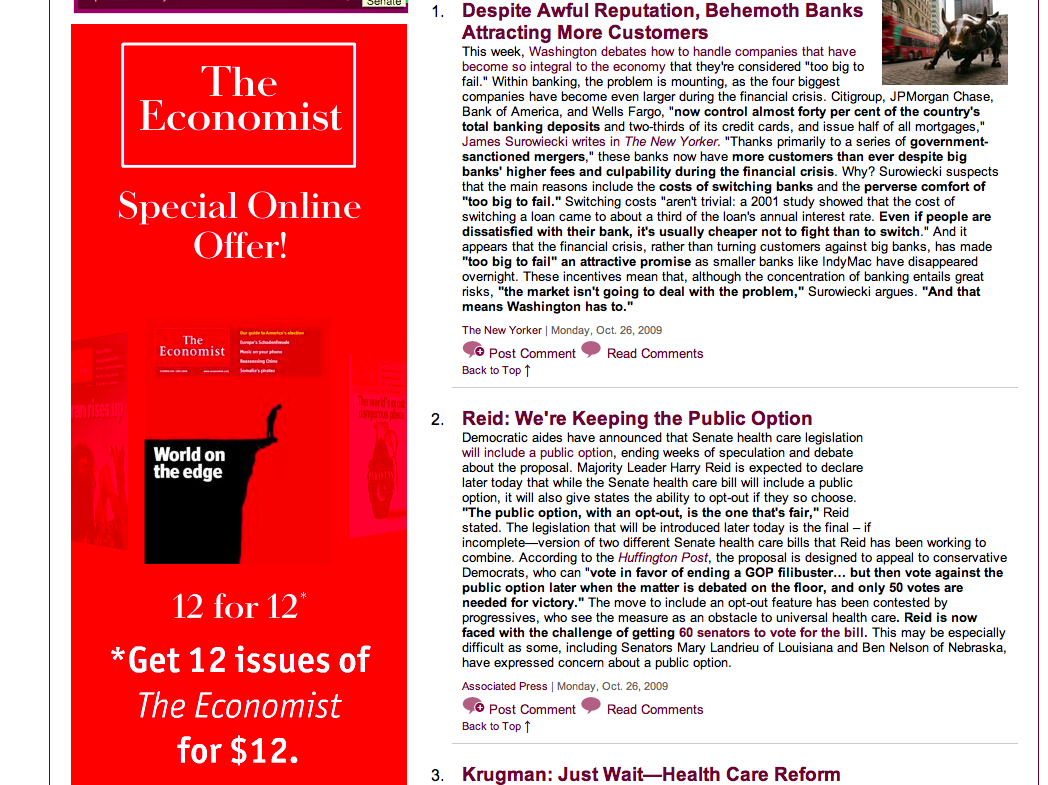 Senate
The
Economist
Special Online
Offer!
The
Economist
Our guide to America's election
Europe's Schadenfreude
Music on your phone
Reassessing China
Somalia's pirates
World on
the edge
12 for 12*
*Get 12 issues of
The Economist
for $12.
1. Despite Awful Reputation, Behemoth Banks
Attracting More Customers
This week, Washington debates how to handle companies that have
become so integral to the economy that they're considered "too big to
fail." Within banking, the problem is mounting, as the four biggest
companies have become even larger during the financial crisis. Citigroup, JPMorgan Chase,
Bank of America, and Wells Fargo, "now control almost forty per cent of the country's
total banking deposits and two-thirds of its credit cards, and issue half of all mortgages,"
James Surowiecki writes in The New Yorker. "Thanks primarily to a series of government-
sanctioned mergers," these banks now have more customers than ever despite big
banks' higher fees and culpability during the financial crisis. Why? Surowiecki suspects
that the main reasons include the costs of switching banks and the perverse comfort of
"too big to fail." Switching costs "aren't trivial: a 2001 study showed that the cost of
switching a loan came to about a third of the loan's annual interest rate. Even if people are
dissatisfied with their bank, it's usually cheaper not to fight than to switch." And it
appears that the financial crisis, rather than turning customers against big banks, has made
"too big to fail" an attractive promise as smaller banks like IndyMac have disappeared
overnight. These incentives mean that, although the concentration of banking entails great
risks, "the market isn't going to deal with the problem," Surowiecki argues. "And that
means Washington has to."
The New Yorker | Monday, Oct. 26, 2009
Post Comment Read Comments
Back to Top ↑
2. Reid: We're Keeping the Public Option
Democratic aides have announced that Senate health care legislation
will include a public option, ending weeks of speculation and debate
about the proposal. Majority Leader Harry Reid is expected to declare
later today that while the Senate health care bill will include a public
option, it will also give states the ability to opt-out if they so choose.
"The public option, with an opt-out, is the one that's fair," Reid
stated. The legislation that will be introduced later today is the final – if
incomplete—version of two different Senate health care bills that Reid has been working to
combine. According to the Huffington Post, the proposal is designed to appeal to conservative
Democrats, who can "vote in favor of ending a GOP filibuster... but then vote against the
public option later when the matter is debated on the floor, and only 50 votes are
needed for victory." The move to include an opt-out feature has been contested by
progressives, who see the measure as an obstacle to universal health care. Reid is now
faced with the challenge of getting 60 senators to vote for the bill. This may be especially
difficult as some, including Senators Mary Landrieu of Louisiana and Ben Nelson of Nebraska,
have expressed concern about a public option.
Associated Press | Monday, Oct. 26, 2009
Post Comment Read Comments
Back to Top ↑
3. Krugman: Just Wait—Health Care Reform